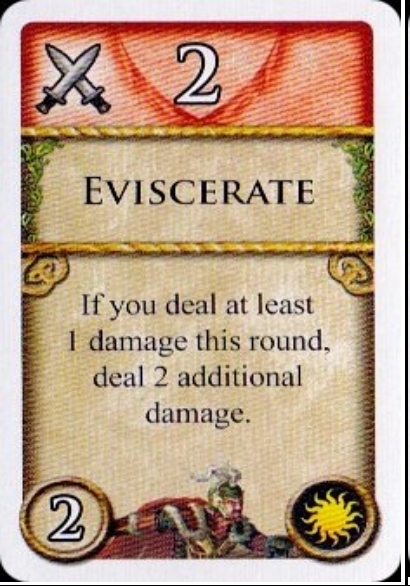 2
EVISCERATE
If you deal at least
1 damage this round,
deal 2 additional
damage.
2